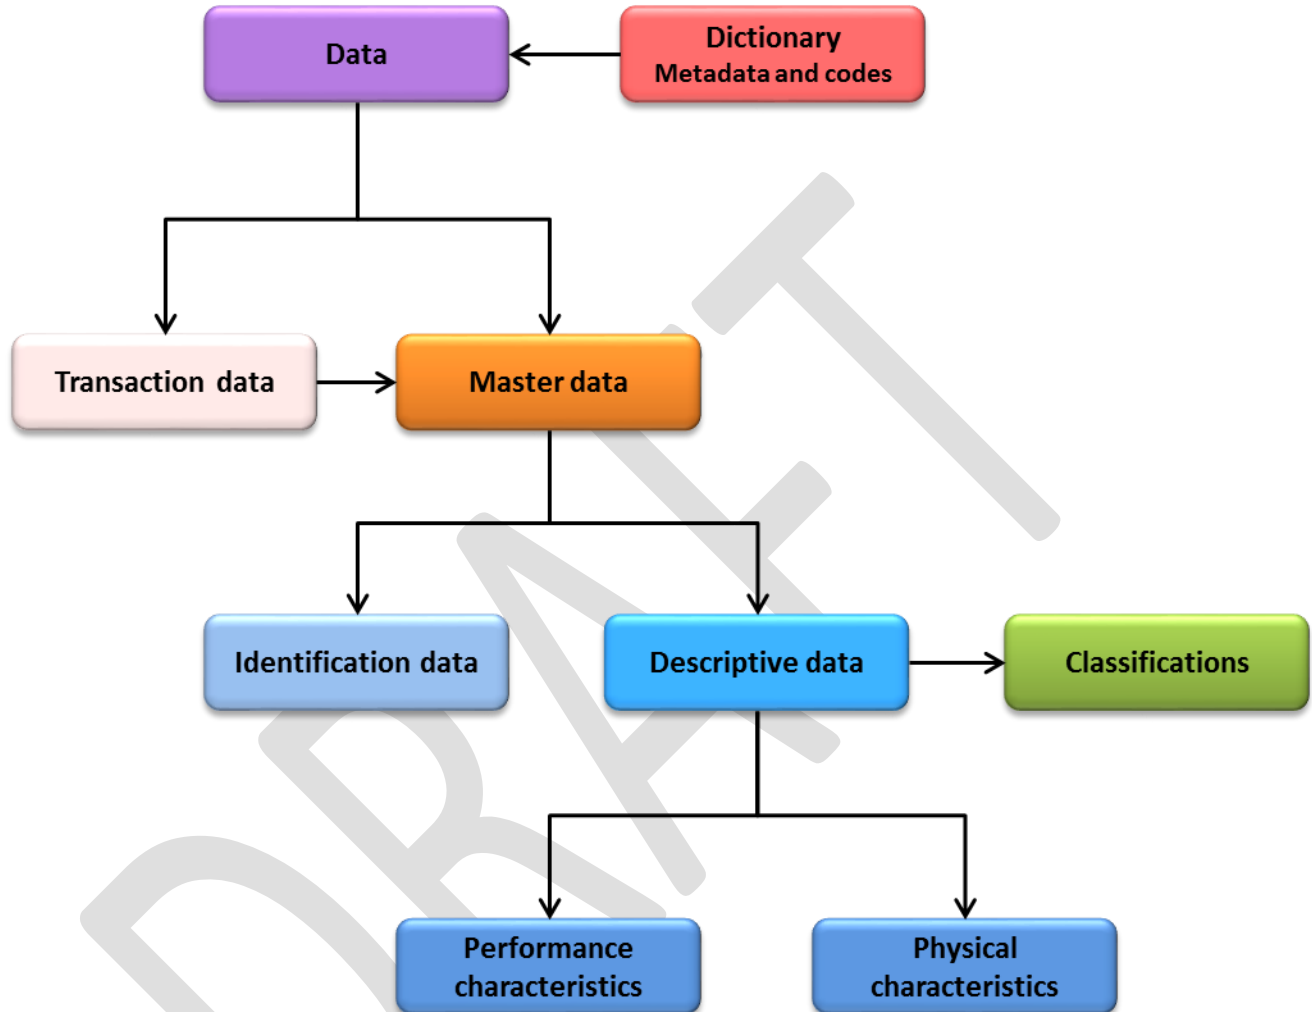 Data
Dictionary
Metadata and codes
Transaction data
Master data
Identification data
Descriptive data
Classifications
Performance
characteristics
Physical
characteristics
DRAFT